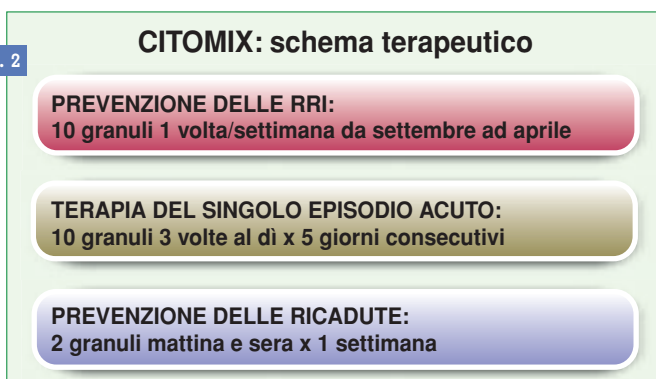 CITOMIX: schema terapeutico
. 2
PREVENZIONE DELLE RRI:
10 granuli 1 volta/settimana da settembre ad aprile
TERAPIA DEL SINGOLO EPISODIO ACUTO:
10 granuli 3 volte al dì x 5 giorni consecutivi
PREVENZIONE DELLE RICADUTE:
2 granuli mattina e sera x 1 settimana